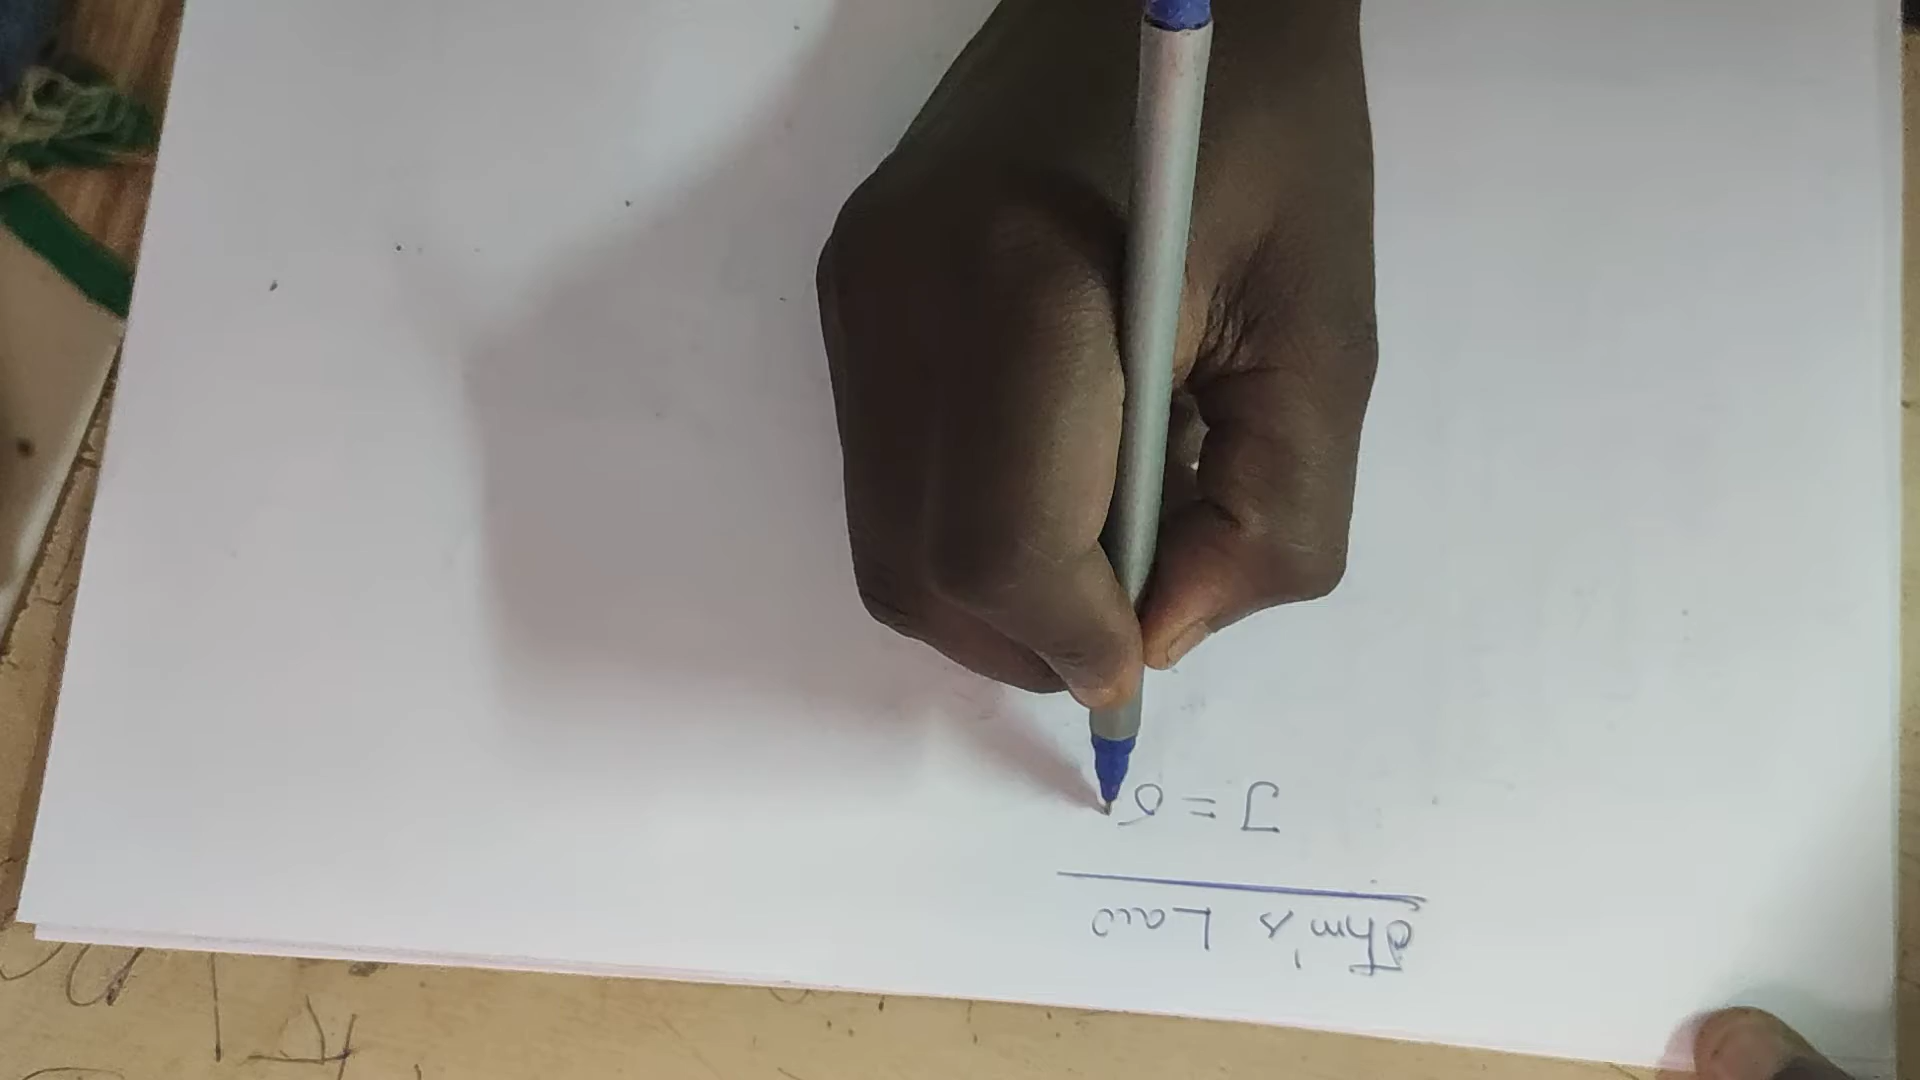 Ohm's Law
J = σ